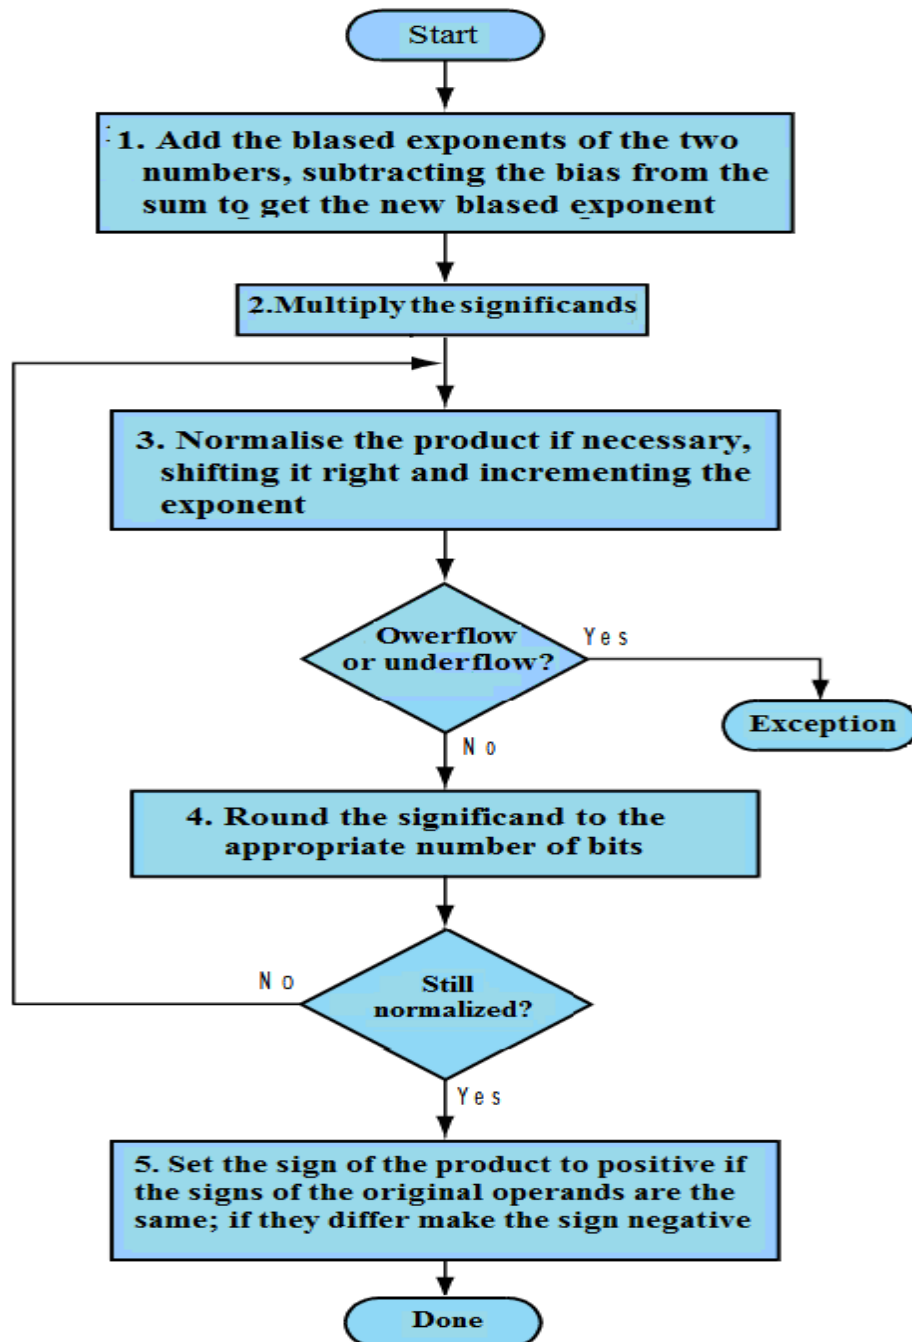 Start
1. Add the blased exponents of the two
numbers, subtracting the bias from the
sum to get the new blased exponent
2.Multiply the significands
3. Normalise the product if necessary,
shifting it right and incrementing the
exponent
Owerflow
or underflow?
Yes
Exception
No
4. Round the significand to the
appropriate number of bits
No
Still
normalized?
Yes
5. Set the sign of the product to positive if
the signs of the original operands are the
same; if they differ make the sign negative
Done